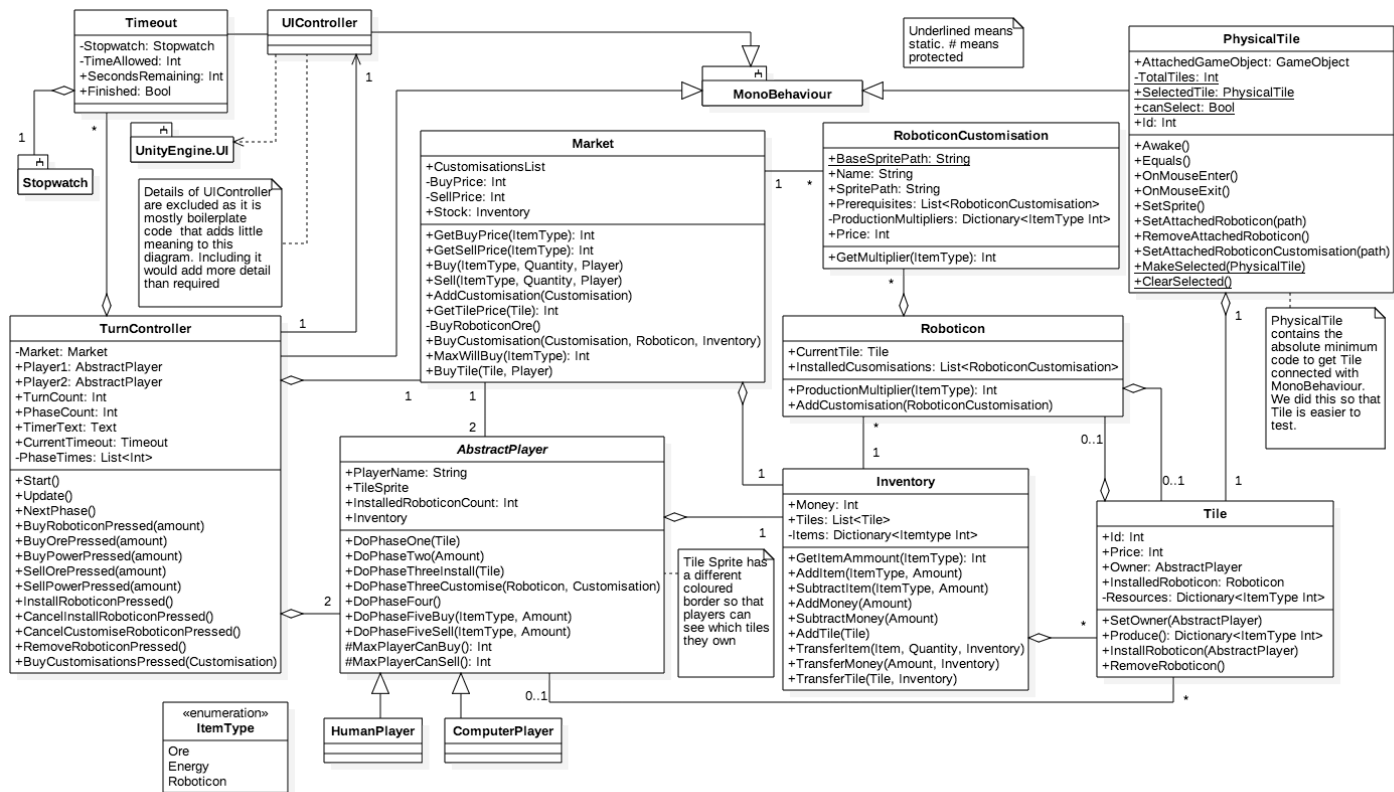 Timeout
-Stopwatch: Stopwatch
-TimeAllowed: Int
+SecondsRemaining: Int
+Finished: Bool
UIController
1
*
1
UnityEngine.UI
Stopwatch
Details of UIController
are excluded as it is
mostly boilerplate
code that adds little
meaning to this
diagram. Including it
would add more detail
than required
1
MonoBehaviour
Underlined means
static. # means
protected
PhysicalTile
+AttachedGameObject: GameObject
-TotalTiles: Int
+SelectedTile: PhysicalTile
+canSelect: Bool
+Id: Int
+Awake()
+Equals()
+OnMouseEnter()
+OnMouseExit()
+SetSprite()
+SetAttachedRoboticon(path)
+RemoveAttachedRoboticon()
+SetAttachedRoboticonCustomisation(path)
+MakeSelected(PhysicalTile)
+ClearSelected()
1
PhysicalTile
contains the
absolute minimum
code to get Tile
connected with
MonoBehaviour.
We did this so that
Tile is easier to
test.
Market
+CustomisationsList
-BuyPrice: Int
-SellPrice: Int
+Stock: Inventory
+GetBuyPrice(ItemType): Int
+GetSellPrice(ItemType): Int
+Buy(ItemType, Quantity, Player)
+Sell(ItemType, Quantity, Player)
+AddCustomisation(Customisation)
+GetTilePrice(Tile): Int
-BuyRoboticonOre()
+BuyCustomisation(Customisation, Roboticon, Inventory)
+MaxWillBuy(ItemType): Int
+BuyTile(Tile, Player)
1
*
RoboticonCustomisation
+BaseSpritePath: String
+Name: String
+SpritePath: String
+Prerequisites: List<RoboticonCustomisation>
-ProductionMultipliers: Dictionary<ItemType Int>
+Price: Int
+GetMultiplier(ItemType): Int
*
Roboticon
+CurrentTile: Tile
+InstalledCusomisations: List<RoboticonCustomisation>
+ProductionMultiplier(ItemType): Int
+AddCustomisation(RoboticonCustomisation)
*
1
0..1
0..1
1
TurnController
-Market: Market
+Player1: AbstractPlayer
+Player2: AbstractPlayer
+TurnCount: Int
+PhaseCount: Int
+TimerText: Text
+CurrentTimeout: Timeout
-PhaseTimes: List<Int>
+Start()
+Update()
+NextPhase()
+BuyRoboticonPressed(amount)
+BuyOrePressed(amount)
+BuyPowerPressed(amount)
+SellOrePressed(amount)
+SellPowerPressed(amount)
+InstallRoboticonPressed()
+CancelInstallRoboticonPressed()
+CancelCustomiseRoboticonPressed()
+RemoveRoboticonPressed()
+BuyCustomisationsPressed(Customisation)
1
1
2
2
AbstractPlayer
+PlayerName: String
+TileSprite
+InstalledRoboticonCount: Int
+Inventory
+DoPhaseOne(Tile)
+DoPhaseTwo(Amount)
+DoPhaseThreeInstall(Tile)
+DoPhaseThreeCustomise(Roboticon, Customisation)
+DoPhaseFour()
+DoPhaseFiveBuy(ItemType, Amount)
+DoPhaseFiveSell(ItemType, Amount)
#MaxPlayerCanBuy(): Int
#MaxPlayerCanSell(): Int
Tile Sprite has
a different
coloured
border so that
players can
see which tiles
they own
1
1
Inventory
+Money: Int
+Tiles: List<Tile>
-Items: Dictionary<Itemtype Int>
+GetItemAmmount(ItemType): Int
+AddItem(ItemType, Amount)
+SubtractItem(ItemType, Amount)
+AddMoney(Amount)
+SubtractMoney(Amount)
+AddTile(Tile)
+TransferItem(Item, Quantity, Inventory)
+TransferMoney(Amount, Inventory)
+TransferTile(Tile, Inventory)
*
Tile
+Id: Int
+Price: Int
+Owner: AbstractPlayer
+InstalledRoboticon: Roboticon
-Resources: Dictionary<ItemType Int>
+SetOwner(AbstractPlayer)
+Produce(): Dictionary<ItemType Int>
+InstallRoboticon(AbstractPlayer)
+RemoveRoboticon()
0..1
*
HumanPlayer
ComputerPlayer
«enumeration»
ItemType
Ore
Energy
Roboticon